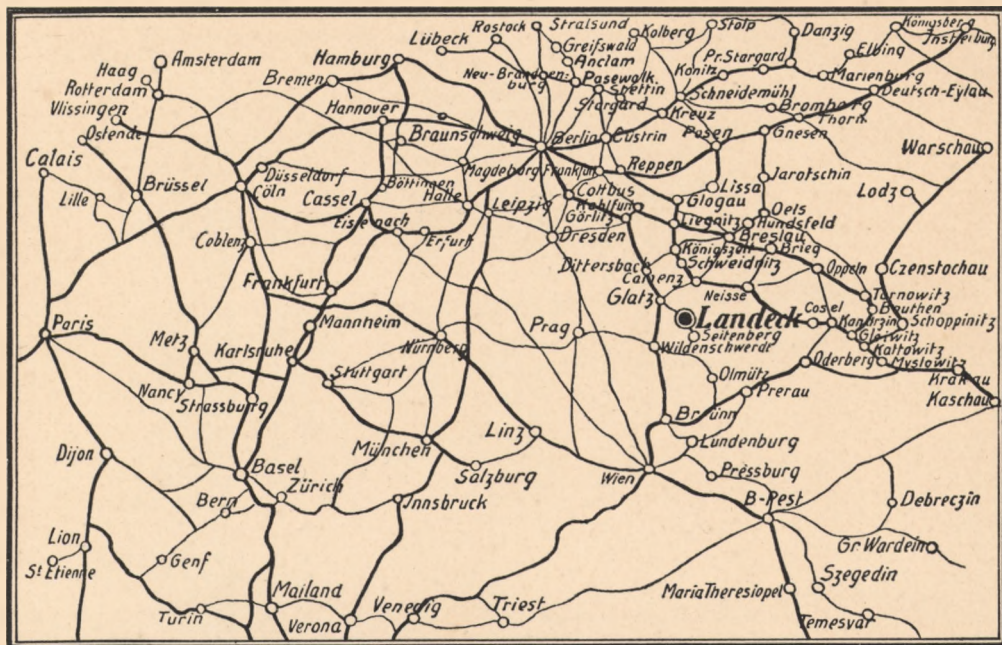 Rostock
Stralsund
Kolberg
Stolp
Danzig
Königsberg
Insterburg
Lübeck
Greifswald
Anclam
Elbing
Hamburg
Neu-Brandenburg
Pasewalk
Stettin
Konitz
Pr.Stargard
Marienburg
Amsterdam
Haag
Bremen
Rotterdam
Vlissingen
Hannover
Stargard
Schneidemühl
Deutsch-Eylau
Bromberg
Thorn
Kreuz
Ostende
Braunschweig
Berlin
Cüstrin
Posen
Gnesen
Warschau
Calais
Lille
Brüssel
Düsseldorf
Cöln
Göttingen
Cassel
Magdeburg
Halle
Frankfurt
Reppen
Jarotschin
Lodz
Lissa
Cottbus
Kohlfurt
Glogau
Leipzig
Görlitz
Liegnitz
Oels
Hundsfeld
Eisenach
Erfurt
Dresden
Breslau
Brieg
Coblenz
Königszelt
Schweidnitz
Dittersbach
Camenz
Oppeln
Czenstochau
Frankfurt
Glatz
Neisse
Tarnowitz
Beuthen
Schoppinitz
Paris
Mannheim
Prag
Landeck
Cosel
Kandrzin
Gleiwitz
Kattowitz
Myslowitz
Metz
Karlsruhe
Nürnberg
Seitenberg
Wildenschwerdt
Oderberg
Krakau
Kaschau
Nancy
Strassburg
Stuttgart
Olmütz
Prerau
Brünn
Dijon
München
Linz
Lundenburg
Basel
Salzburg
Wien
Pressburg
Zürich
Bern
Innsbruck
B-Pest
Debreczin
Lion
St Etienne
Genf
Gr.Wardein
Szegedin
Maria Theresiopel
Mailand
Turin
Verona
Venedig
Triest
Temesvár